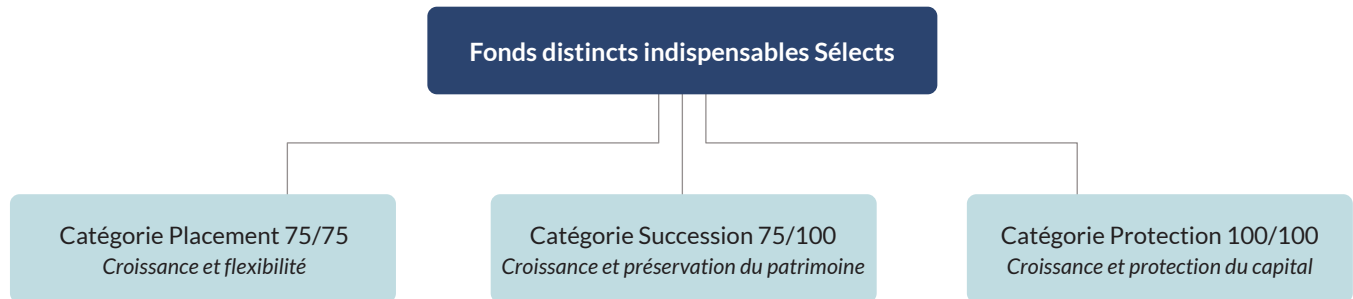 Fonds distincts indispensables Sélects
Catégorie Placement 75/75
Croissance et flexibilité
Catégorie Succession 75/100
Croissance et préservation du patrimoine
Catégorie Protection 100/100
Croissance et protection du capital